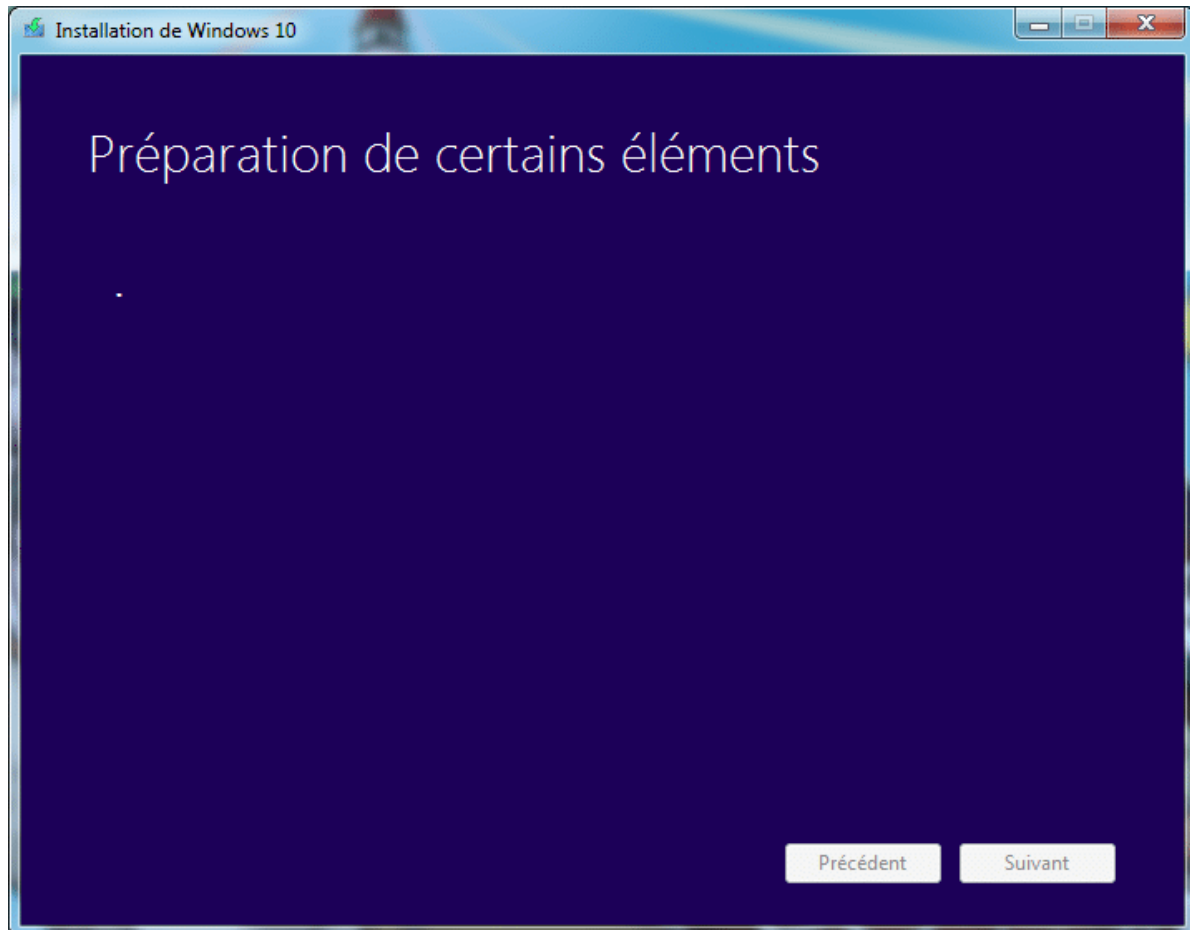 Installation de Windows 10
Préparation de certains éléments
Précédent Suivant